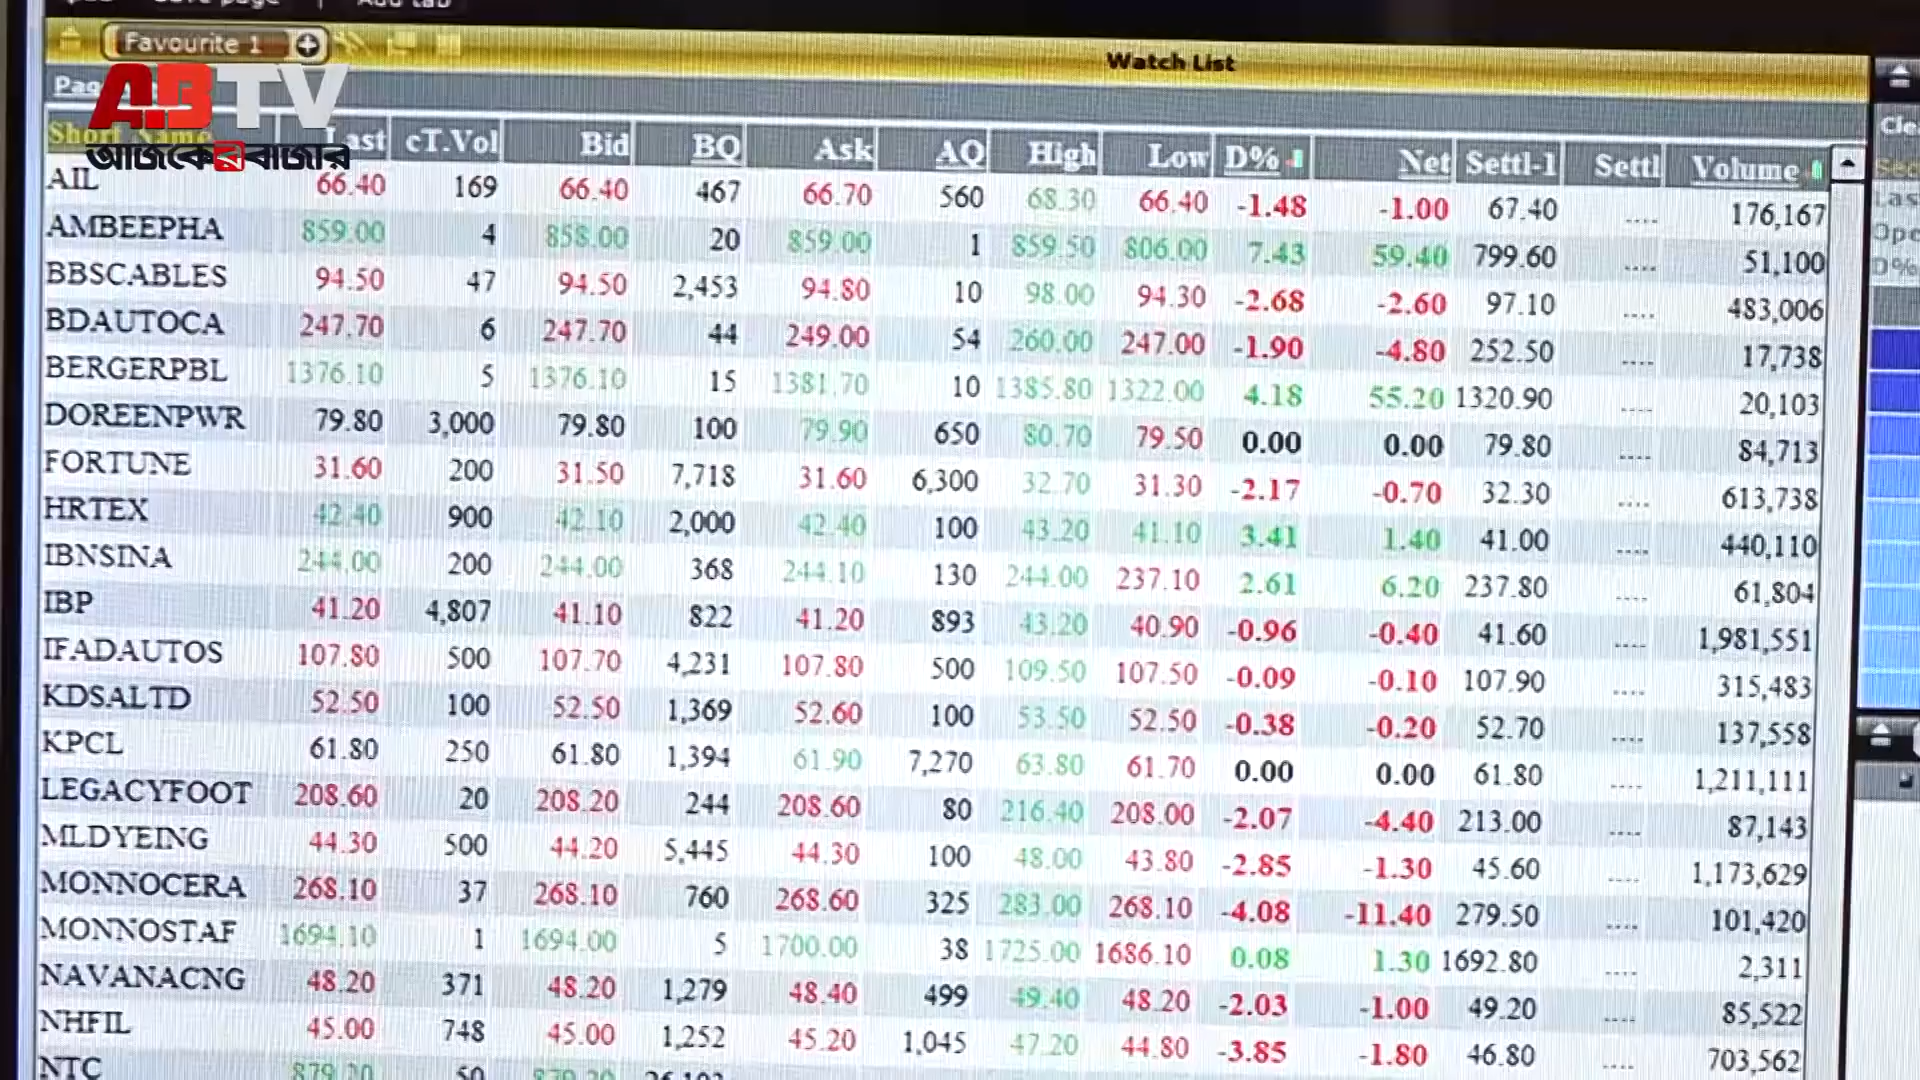 Save page | Add tab
Favourite 1
Watch List
ABTV
আজকের বাজার
Short Name Last cT.Vol Bid BQ Ask AQ High Low D% Net Settl-1 Settl Volume
AIL 66.40 169 66.40 467 66.70 560 68.30 66.40 -1.48 -1.00 67.40 .... 176,167
AMBEEPHA 859.00 4 858.00 20 859.00 1 859.50 806.00 7.43 59.40 799.60 .... 51,100
BBSCABLES 94.50 47 94.50 2,453 94.80 10 98.00 94.30 -2.68 -2.60 97.10 .... 483,006
BDAUTOCA 247.70 6 247.70 44 249.00 54 260.00 247.00 -1.90 -4.80 252.50 .... 17,738
BERGERPBL 1376.10 5 1376.10 15 1381.70 10 1385.80 1322.00 4.18 55.20 1320.90 .... 20,103
DOREENPWR 79.80 3,000 79.80 100 79.90 650 80.70 79.50 0.00 0.00 79.80 .... 84,713
FORTUNE 31.60 200 31.50 7,718 31.60 6,300 32.70 31.30 -2.17 -0.70 32.30 .... 613,738
HRTEX 42.40 900 42.10 2,000 42.40 100 43.20 41.10 3.41 1.40 41.00 .... 440,110
IBNSINA 244.00 200 244.00 368 244.10 130 244.00 237.10 2.61 6.20 237.80 .... 61,804
IBP 41.20 4,807 41.10 822 41.20 893 43.20 40.90 -0.96 -0.40 41.60 .... 1,981,551
IFADAUTOS 107.80 500 107.70 4,231 107.80 500 109.50 107.50 -0.09 -0.10 107.90 .... 315,483
KDSALTD 52.50 100 52.50 1,369 52.60 100 53.50 52.50 -0.38 -0.20 52.70 .... 137,558
KPCL 61.80 250 61.80 1,394 61.90 7,270 63.80 61.70 0.00 0.00 61.80 .... 1,211,111
LEGACYFOOT 208.60 20 208.20 244 208.60 80 216.40 208.00 -2.07 -4.40 213.00 .... 87,143
MLDYEING 44.30 500 44.20 5,445 44.30 100 48.00 43.80 -2.85 -1.30 45.60 .... 1,173,629
MONNOCERA 268.10 37 268.10 760 268.60 325 283.00 268.10 -4.08 -11.40 279.50 .... 101,420
MONNOSTAF 1694.10 1 1694.00 5 1700.00 38 1725.00 1686.10 0.08 1.30 1692.80 .... 2,311
NAVANACNG 48.20 371 48.20 1,279 48.40 499 49.40 48.20 -2.03 -1.00 49.20 .... 85,522
NHFIL 45.00 748 45.00 1,252 45.20 1,045 47.20 44.80 -3.85 -1.80 46.80 .... 703,562
NTC 879.20 50